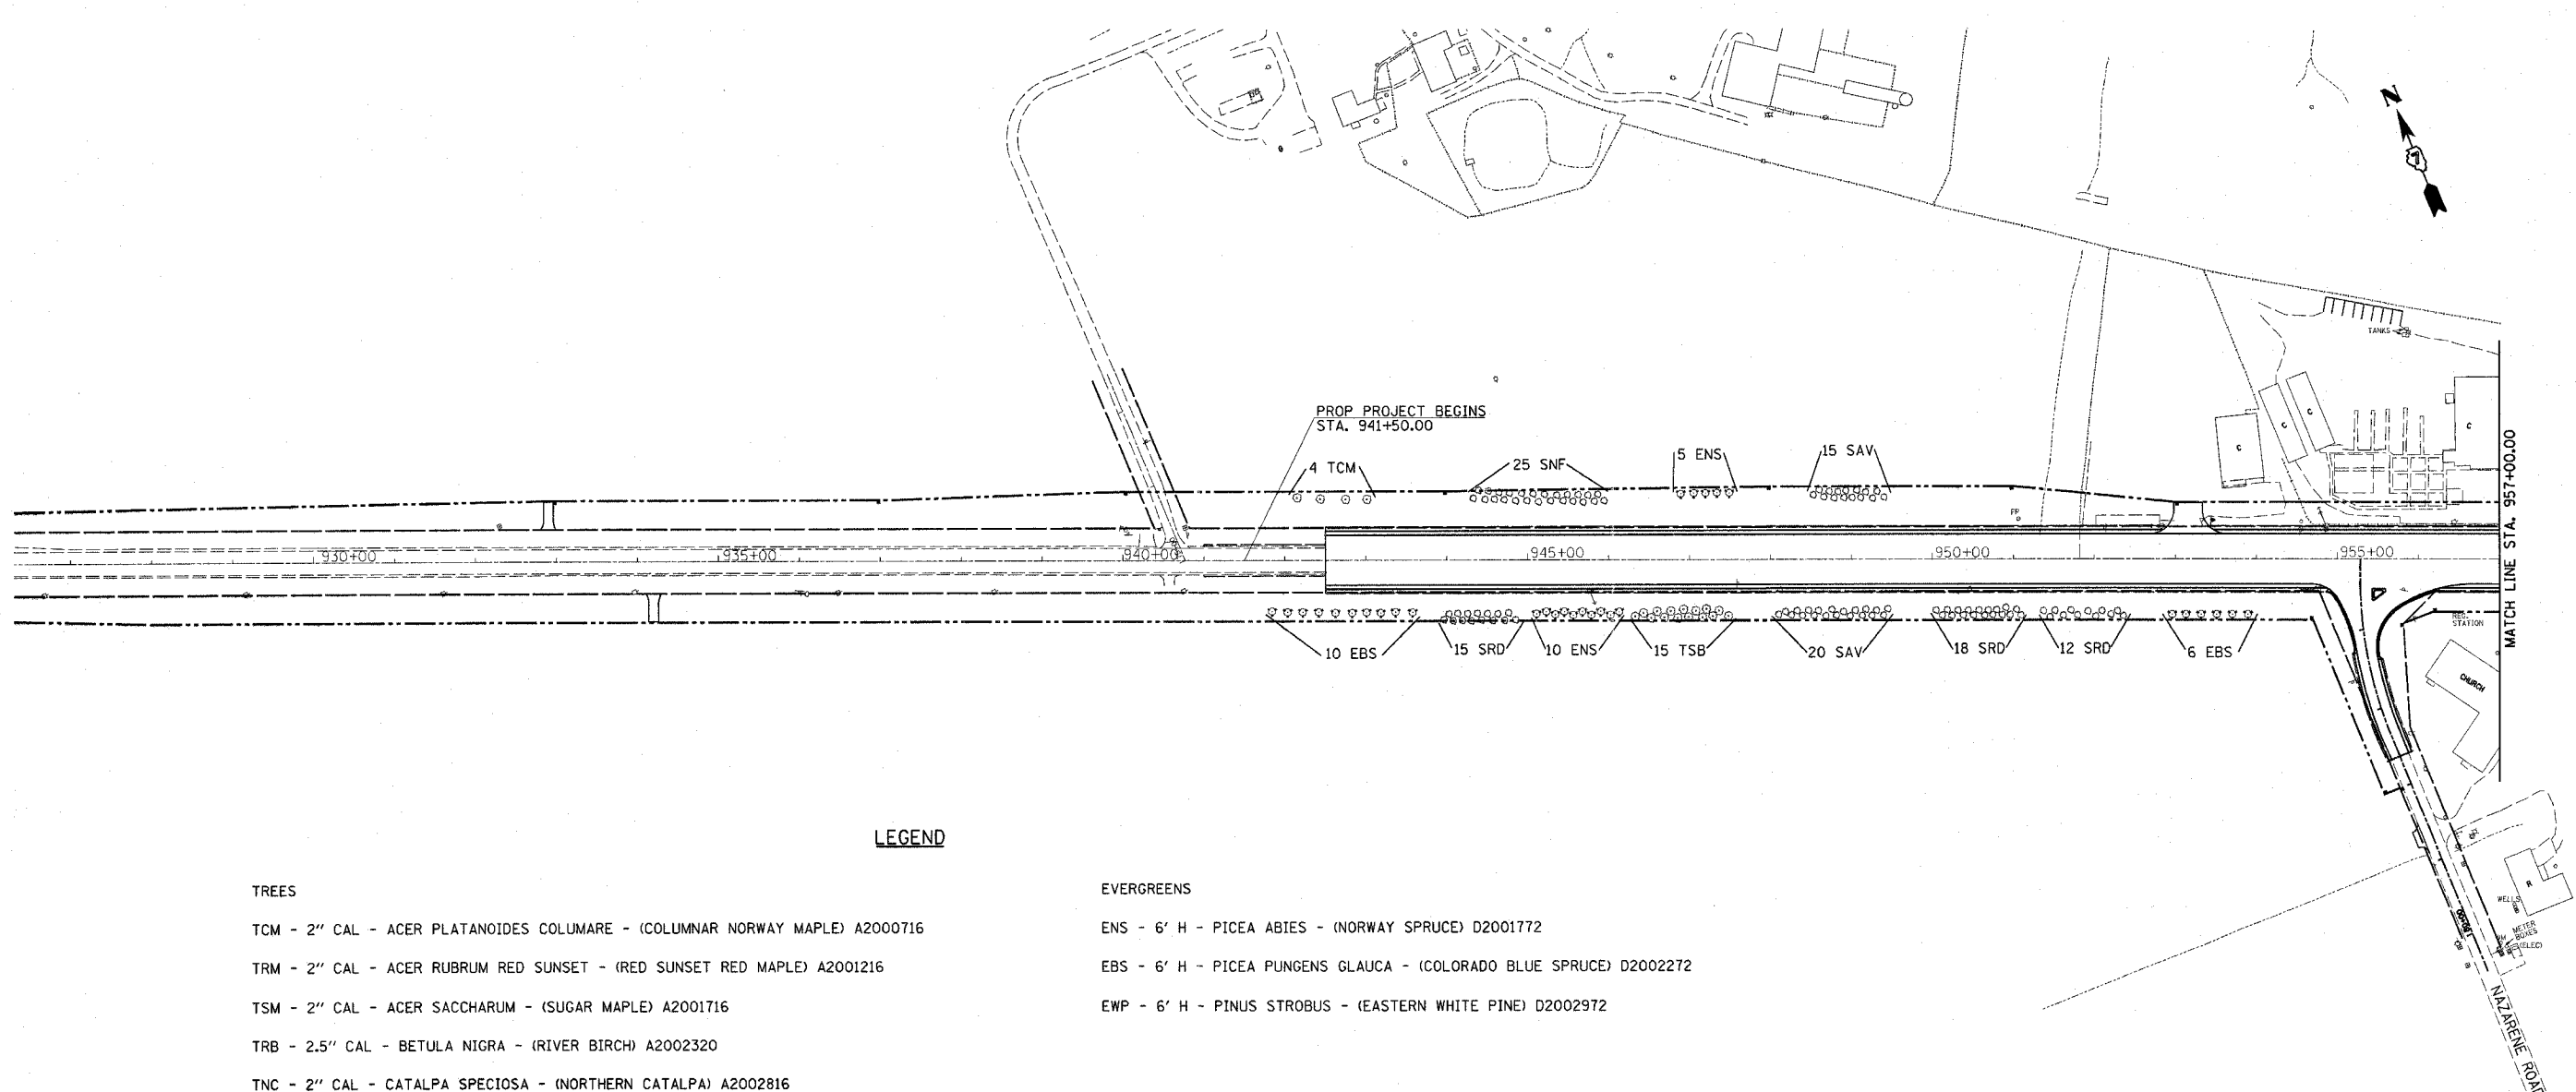 N
TANKS
C
C
C
C
PROP PROJECT BEGINS
STA. 941+50.00
4 TCM
25 SNF
5 ENS
15 SAV
PP
930+00
935+00
940+00
945+00
950+00
955+00
MATCH LINE STA. 957+00.00
STATION
10 EBS
15 SRD
10 ENS
15 TSB
20 SAV
18 SRD
12 SRD
6 EBS
CHURCH
R
WELLS
METER
BOXES
(ELEC)
NAZARENE ROAD
LEGEND
TREES
TCM - 2" CAL - ACER PLATANOIDES COLUMARE - (COLUMNAR NORWAY MAPLE) A2000716
TRM - 2" CAL - ACER RUBRUM RED SUNSET - (RED SUNSET RED MAPLE) A2001216
TSM - 2" CAL - ACER SACCHARUM - (SUGAR MAPLE) A2001716
TRB - 2.5" CAL - BETULA NIGRA - (RIVER BIRCH) A2002320
TNC - 2" CAL - CATALPA SPECIOSA - (NORTHERN CATALPA) A2002816
EVERGREENS
ENS - 6' H - PICEA ABIES - (NORWAY SPRUCE) D2001772
EBS - 6' H - PICEA PUNGENS GLAUCA - (COLORADO BLUE SPRUCE) D2002272
EWP - 6' H - PINUS STROBUS - (EASTERN WHITE PINE) D2002972